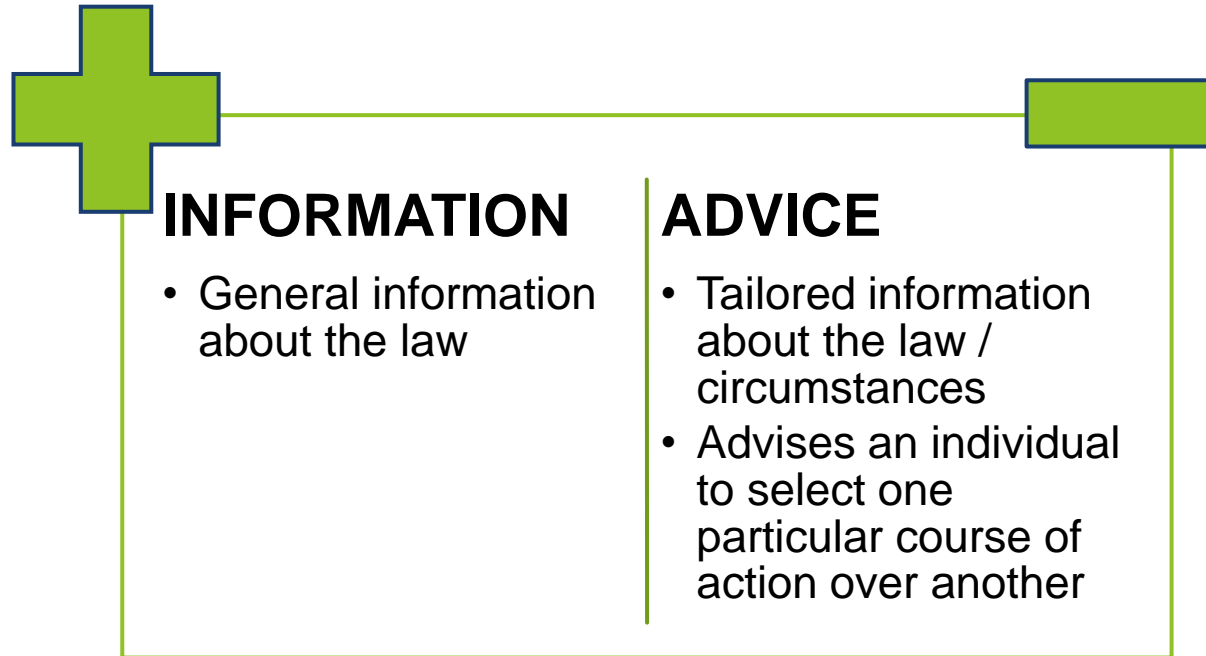 INFORMATION
• General information
about the law
ADVICE
• Tailored information
about the law /
circumstances
• Advises an individual
to select one
particular course of
action over another